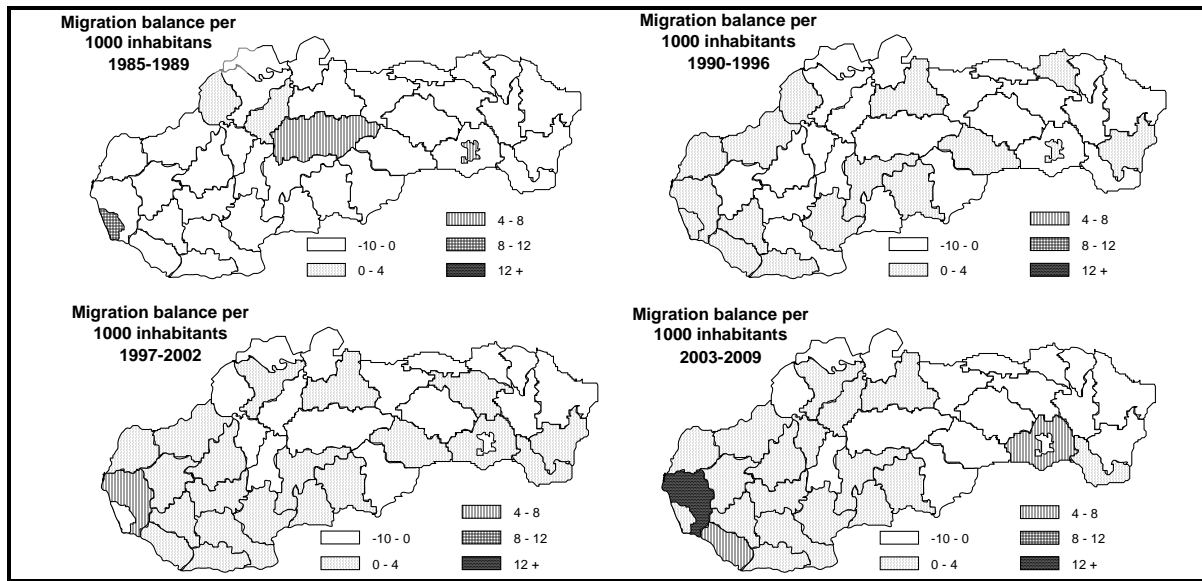 Migration balance per
1000 inhabitans
1985-1989
-10 - 0
0 - 4
4 - 8
8 - 12
12 +
Migration balance per
1000 inhabitants
1990-1996
-10 - 0
0 - 4
4 - 8
8 - 12
12 +
Migration balance per
1000 inhabitants
1997-2002
-10 - 0
0 - 4
4 - 8
8 - 12
12 +
Migration balance per
1000 inhabitants
2003-2009
-10 - 0
0 - 4
4 - 8
8 - 12
12 +